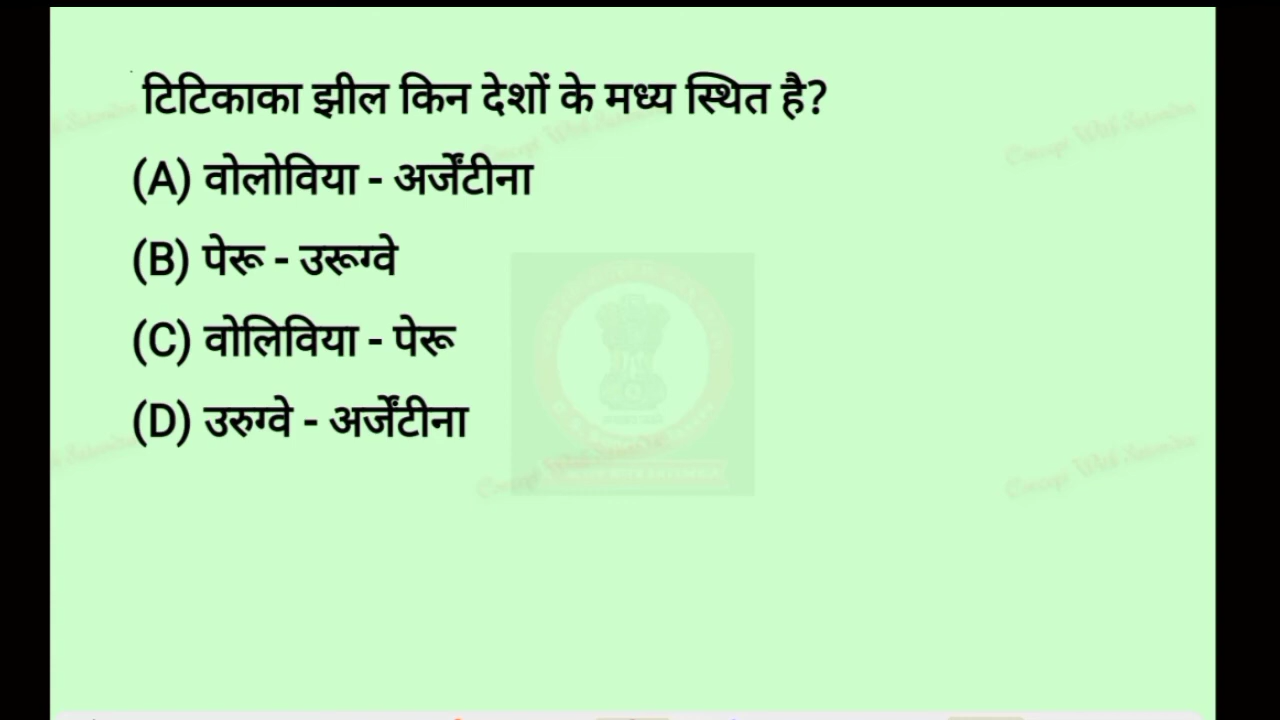 टिटिकाका झील किन देशों के मध्य स्थित है?
(A) वोलोविया - अर्जेंटीना
(B) पेरू - उरूग्वे
(C) वोलिविया - पेरू
(D) उरुग्वे - अर्जेंटीना